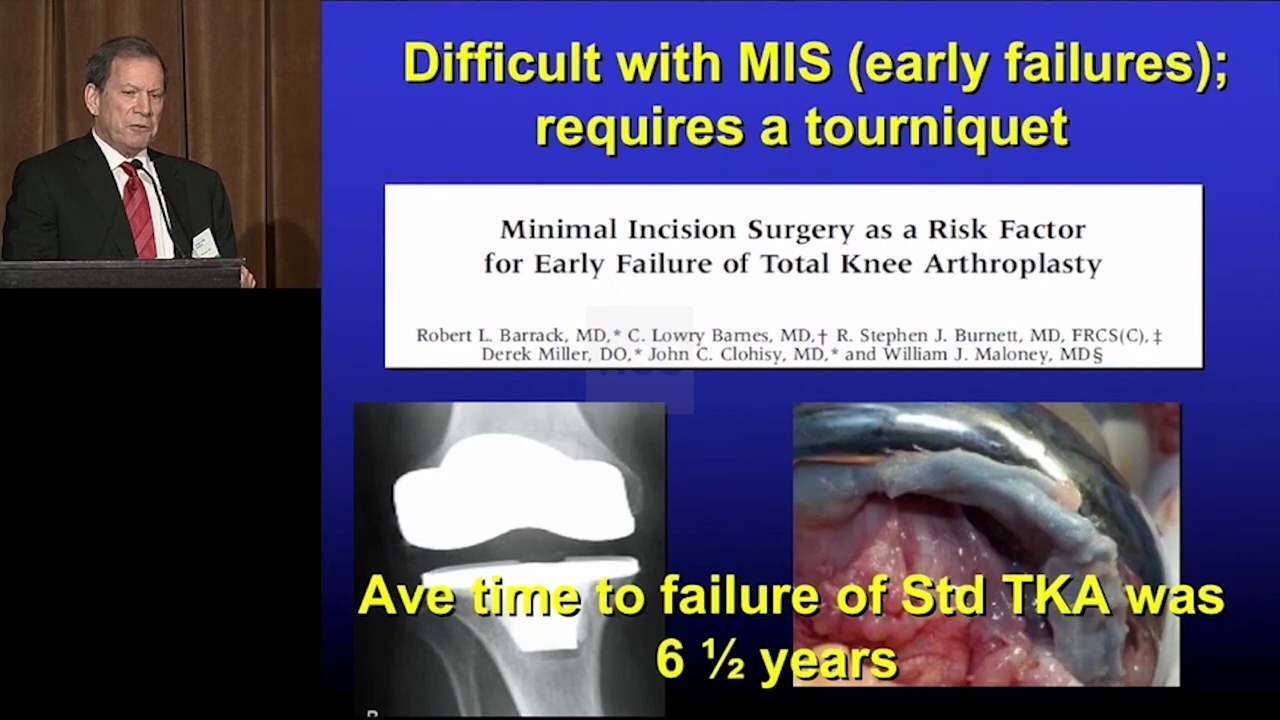 Difficult with MIS (early failures);
requires a tourniquet
Minimal Incision Surgery as a Risk Factor
for Early Failure of Total Knee Arthroplasty
Robert L. Barrack, MD,* C. Lowry Barnes, MD,† R. Stephen J. Burnett, MD, FRCS(C),‡
Derek Miller, DO,* John C. Clohisy, MD,* and William J. Maloney, MD§
Ave time to failure of Std TKA was
6 ½ years